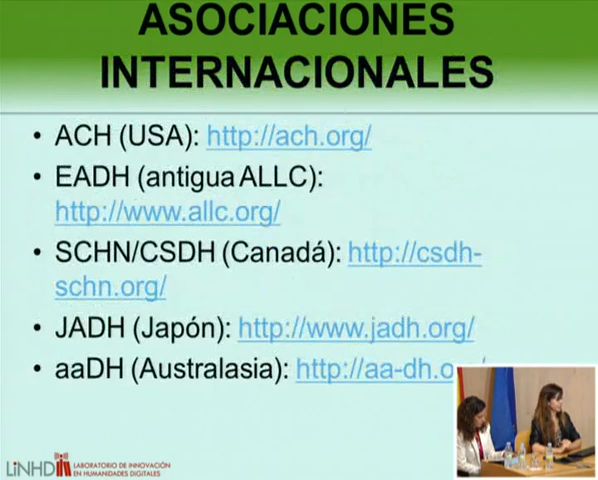 ASOCIACIONES
INTERNACIONALES
• ACH (USA): http://ach.org/
• EADH (antigua ALLC):
http://www.allc.org/
• SCHN/CSDH (Canadá): http://csdh-
schn.org/
• JADH (Japón): http://www.jadh.org/
• aaDH (Australasia): http://aa-dh.o
LiNHD LABORATORIO DE INNOVACIÓN
EN HUMANIDADES DIGITALES